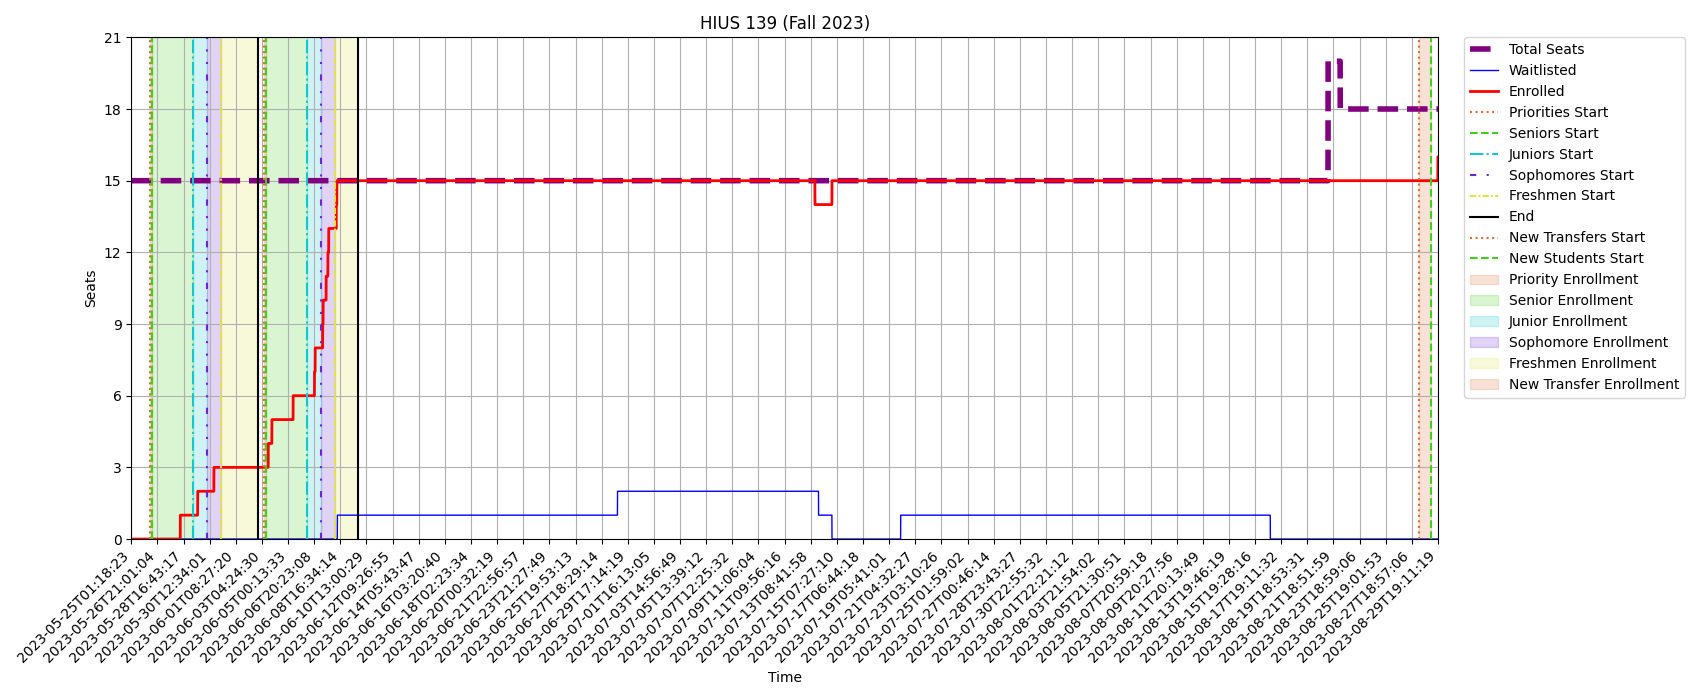 HIUS 139 (Fall 2023)
21
18
15
12
9
6
3
0
Seats
2023-05-25T01:18:23
2023-05-26T21:01:04
2023-05-28T16:43:17
2023-05-30T12:34:01
2023-06-01T08:27:20
2023-06-03T04:24:30
2023-06-05T00:13:33
2023-06-06T20:23:08
2023-06-08T16:34:14
2023-06-10T13:00:29
2023-06-12T09:26:55
2023-06-14T05:43:47
2023-06-16T03:20:40
2023-06-18T02:23:34
2023-06-20T00:32:19
2023-06-21T22:56:57
2023-06-23T21:27:49
2023-06-25T19:53:13
2023-06-27T18:29:14
2023-06-29T17:14:19
2023-07-01T16:13:05
2023-07-03T14:56:49
2023-07-05T13:39:12
2023-07-07T12:25:32
2023-07-09T11:06:04
2023-07-11T09:56:16
2023-07-13T08:41:58
2023-07-15T07:27:10
2023-07-17T06:44:18
2023-07-19T05:41:01
2023-07-21T04:32:27
2023-07-23T03:10:26
2023-07-25T01:59:02
2023-07-27T00:46:14
2023-07-28T23:43:27
2023-07-30T22:55:32
2023-08-01T22:21:12
2023-08-03T21:54:02
2023-08-05T21:30:51
2023-08-07T20:59:18
2023-08-09T20:27:56
2023-08-11T20:13:49
2023-08-13T19:46:19
2023-08-15T19:28:16
2023-08-17T19:11:32
2023-08-19T18:53:31
2023-08-21T18:51:59
2023-08-23T18:59:06
2023-08-25T19:01:53
2023-08-27T18:57:06
2023-08-29T19:11:19
Time
Total Seats
Waitlisted
Enrolled
Priorities Start
Seniors Start
Juniors Start
Sophomores Start
Freshmen Start
End
New Transfers Start
New Students Start
Priority Enrollment
Senior Enrollment
Junior Enrollment
Sophomore Enrollment
Freshmen Enrollment
New Transfer Enrollment